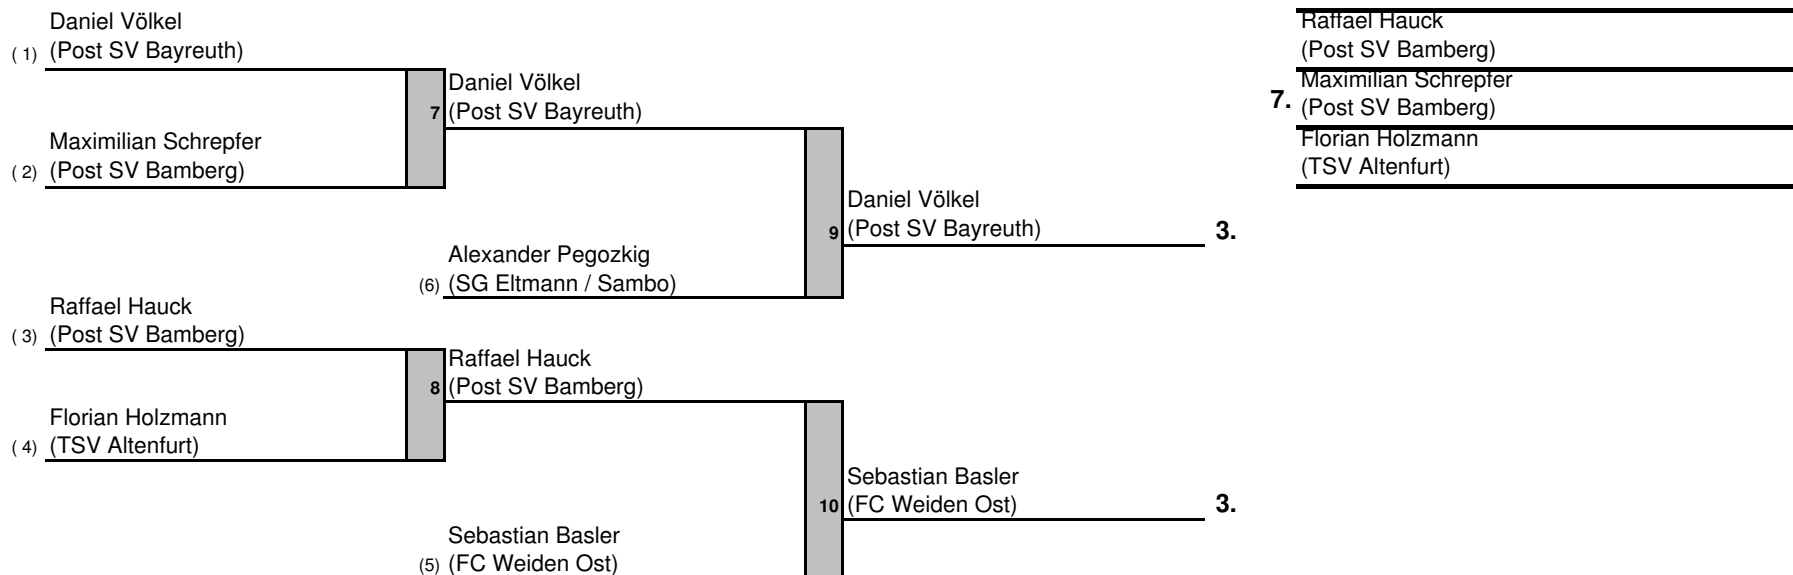 Daniel Völkel
( 1) (Post SV Bayreuth)
Daniel Völkel
7 (Post SV Bayreuth)
Maximilian Schrepfer
( 2) (Post SV Bamberg)
Daniel Völkel
9 (Post SV Bayreuth) 3.
Alexander Pegozkig
(6) (SG Eltmann / Sambo)
Raffael Hauck
( 3) (Post SV Bamberg)
Raffael Hauck
8 (Post SV Bamberg)
Florian Holzmann
( 4) (TSV Altenfurt)
Sebastian Basler
10 (FC Weiden Ost) 3.
Sebastian Basler
(5) (FC Weiden Ost)
Raffael Hauck
(Post SV Bamberg)
Maximilian Schrepfer
7. (Post SV Bamberg)
Florian Holzmann
(TSV Altenfurt)